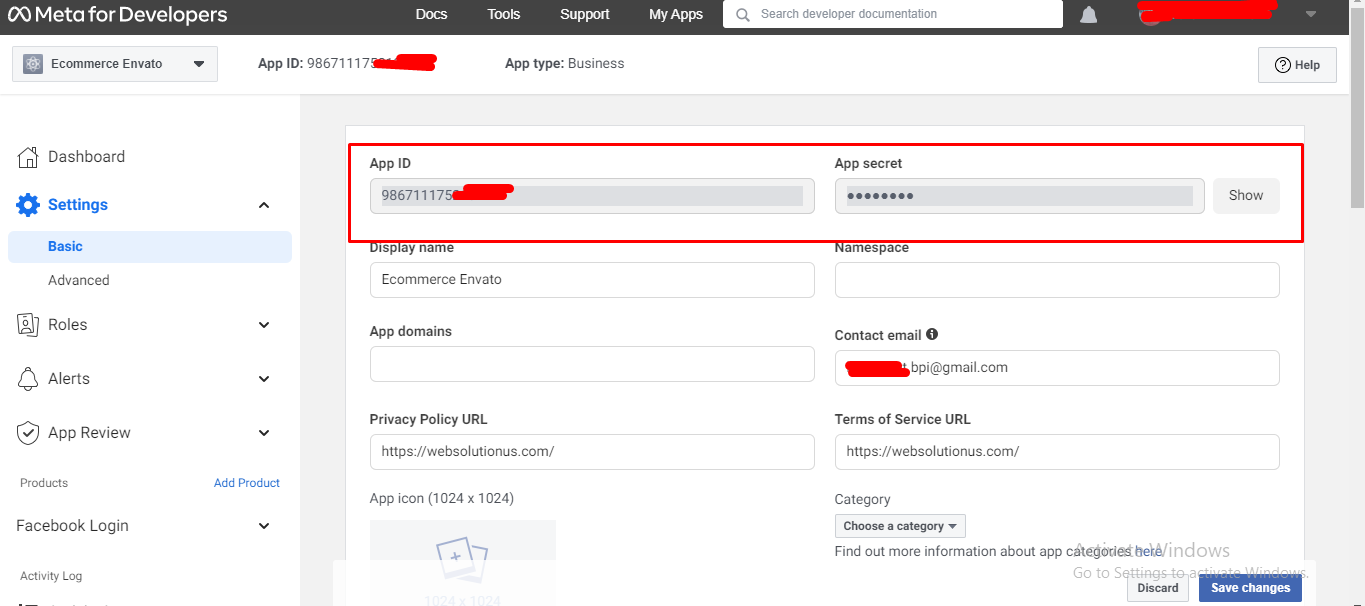 Meta for Developers Docs Tools Support My Apps Search developer documentation
Ecommerce Envato App ID: 98671117 App type: Business Help
Dashboard
Settings
Basic
Advanced
Roles
Alerts
App Review
Products Add Product
Facebook Login
Activity Log
App ID App secret
986711175 •••••••• Show
Display name Namespace
Ecommerce Envato
App domains Contact email
.bpi@gmail.com
Privacy Policy URL Terms of Service URL
https://websolutionus.com/ https://websolutionus.com/
App icon (1024 x 1024) Category
Choose a category
Find out more information about app categories here
1024 x 1024
Activate Windows
Go to Settings to activate Windows.
Discard Save changes